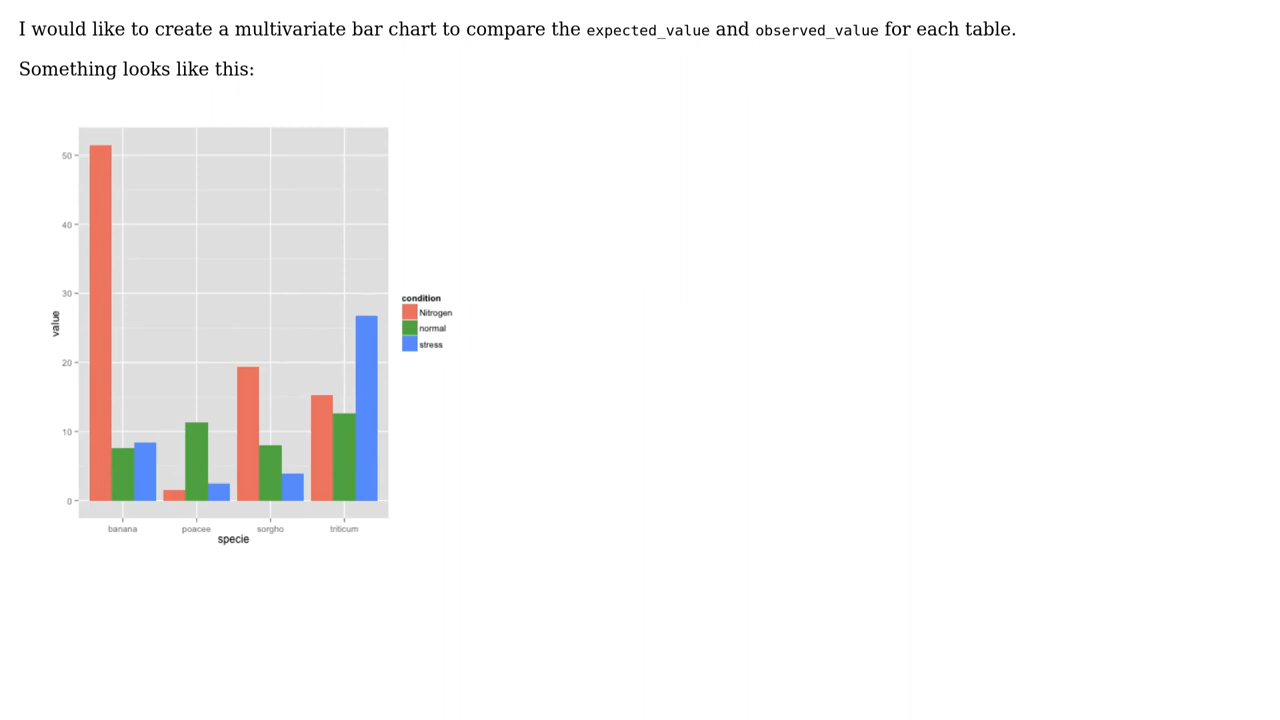 I would like to create a multivariate bar chart to compare the expected_value and observed_value for each table.
Something looks like this:
50
40
30
20
10
0
value
banana poacee sorgho triticum
specie
condition
Nitrogen
normal
stress